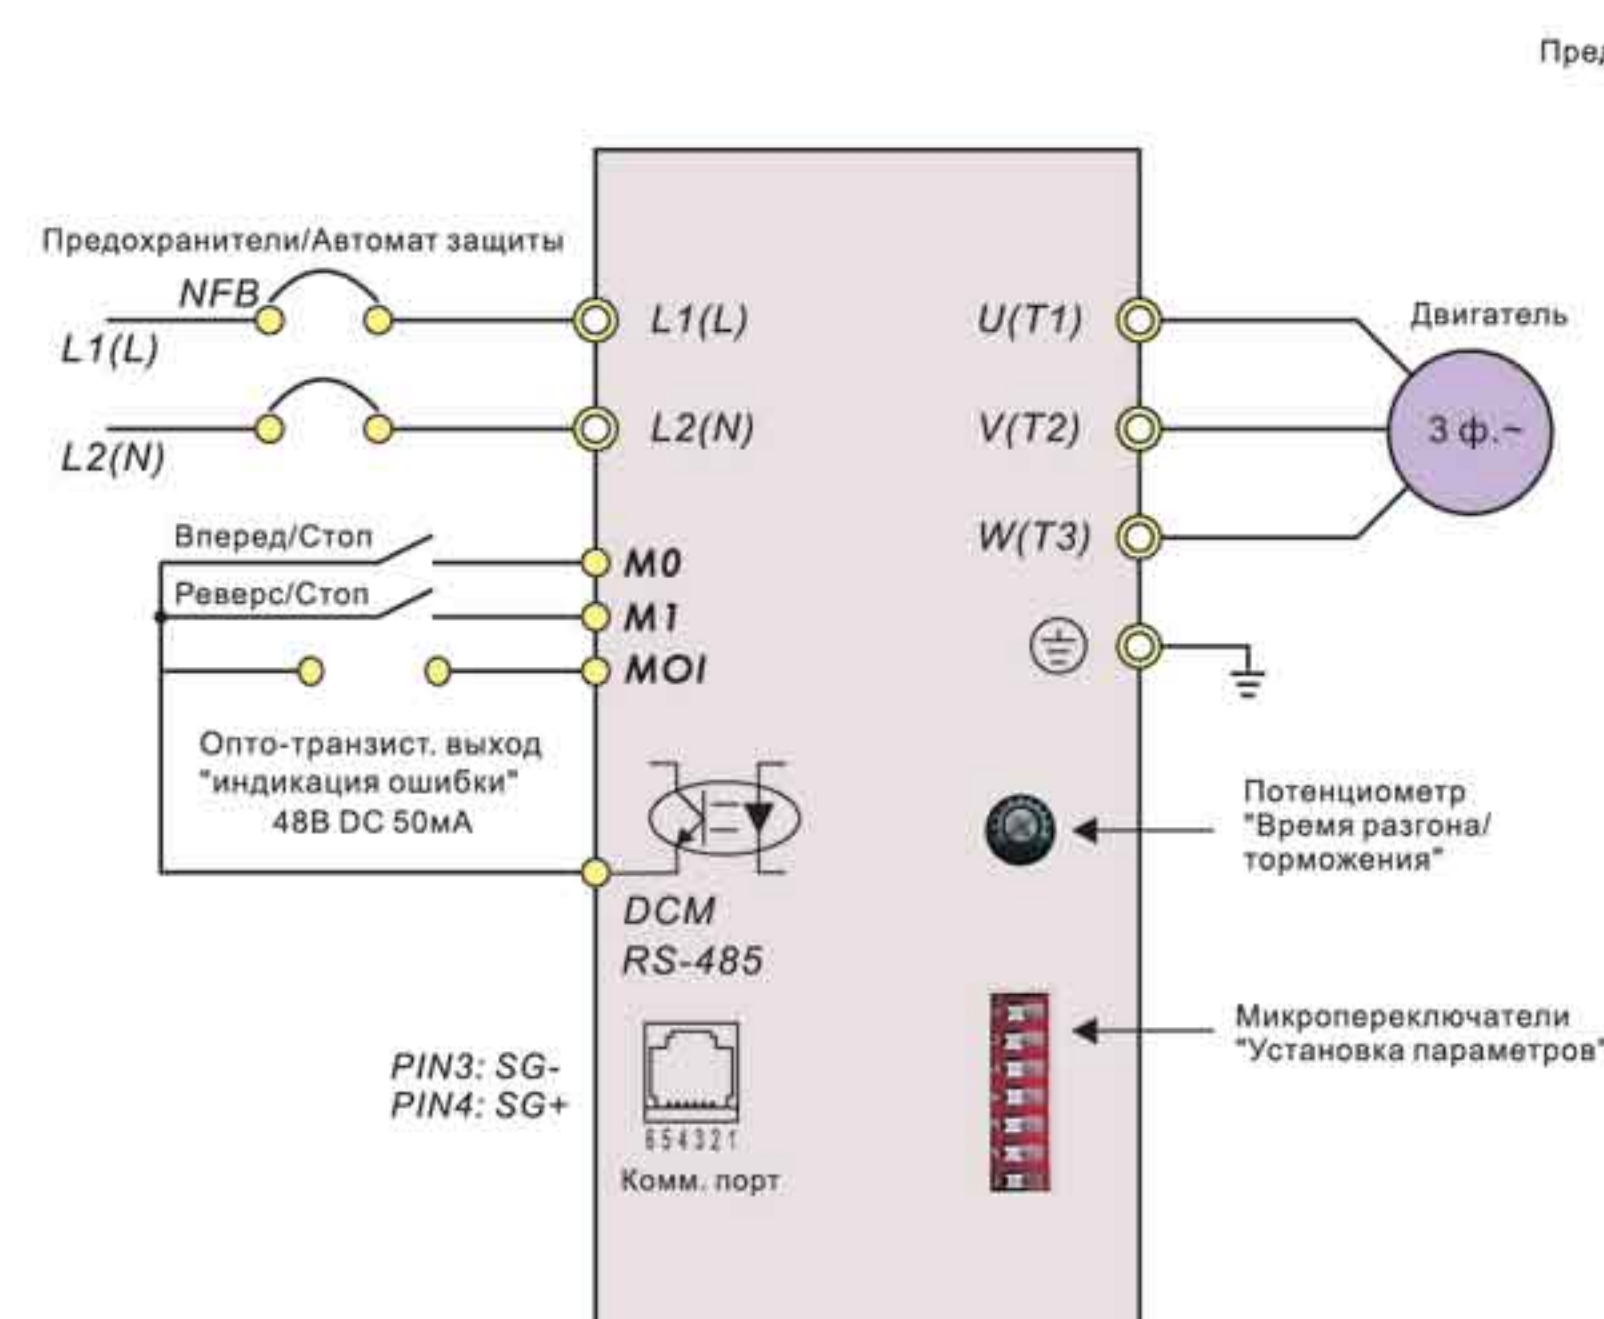 Пред
Предохранители/Автомат защиты
NFB
L1(L)
L2(N)
L1(L)
L2(N)
U(T1)
V(T2)
W(T3)
Двигатель
3 ф.~
Вперед/Стоп
Реверс/Стоп
M0
M1
MOI
Опто-транзист. выход
"индикация ошибки"
48В DC 50мА
DCM
RS-485
PIN3: SG-
PIN4: SG+
654321
Комм. порт
Потенциометр
"Время разгона/
торможения"
Микропереключатели
"Установка параметров"